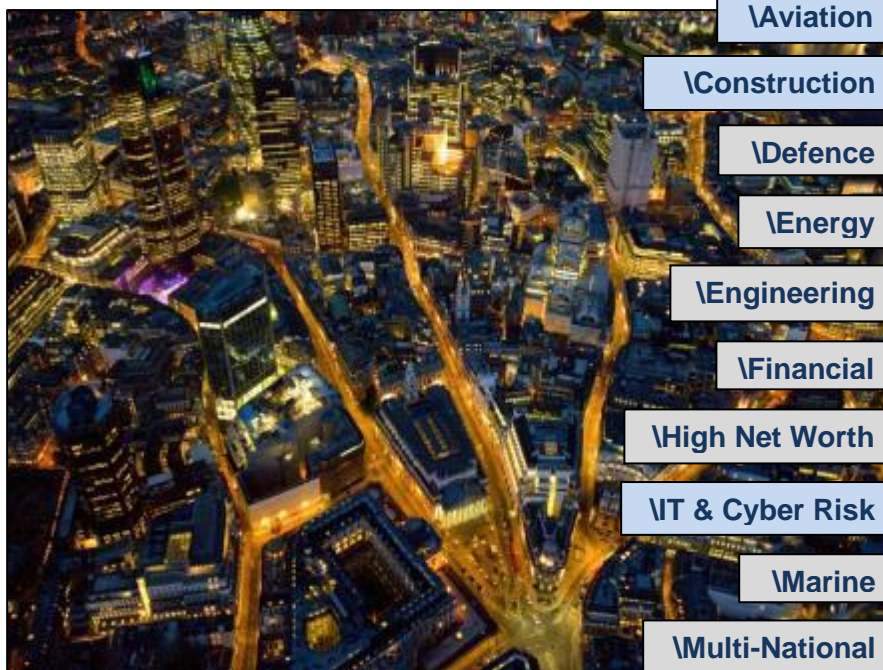 \Aviation
\Construction
\Defence
\Energy
\Engineering
\Financial
\High Net Worth
\IT & Cyber Risk
\Marine
\Multi-National